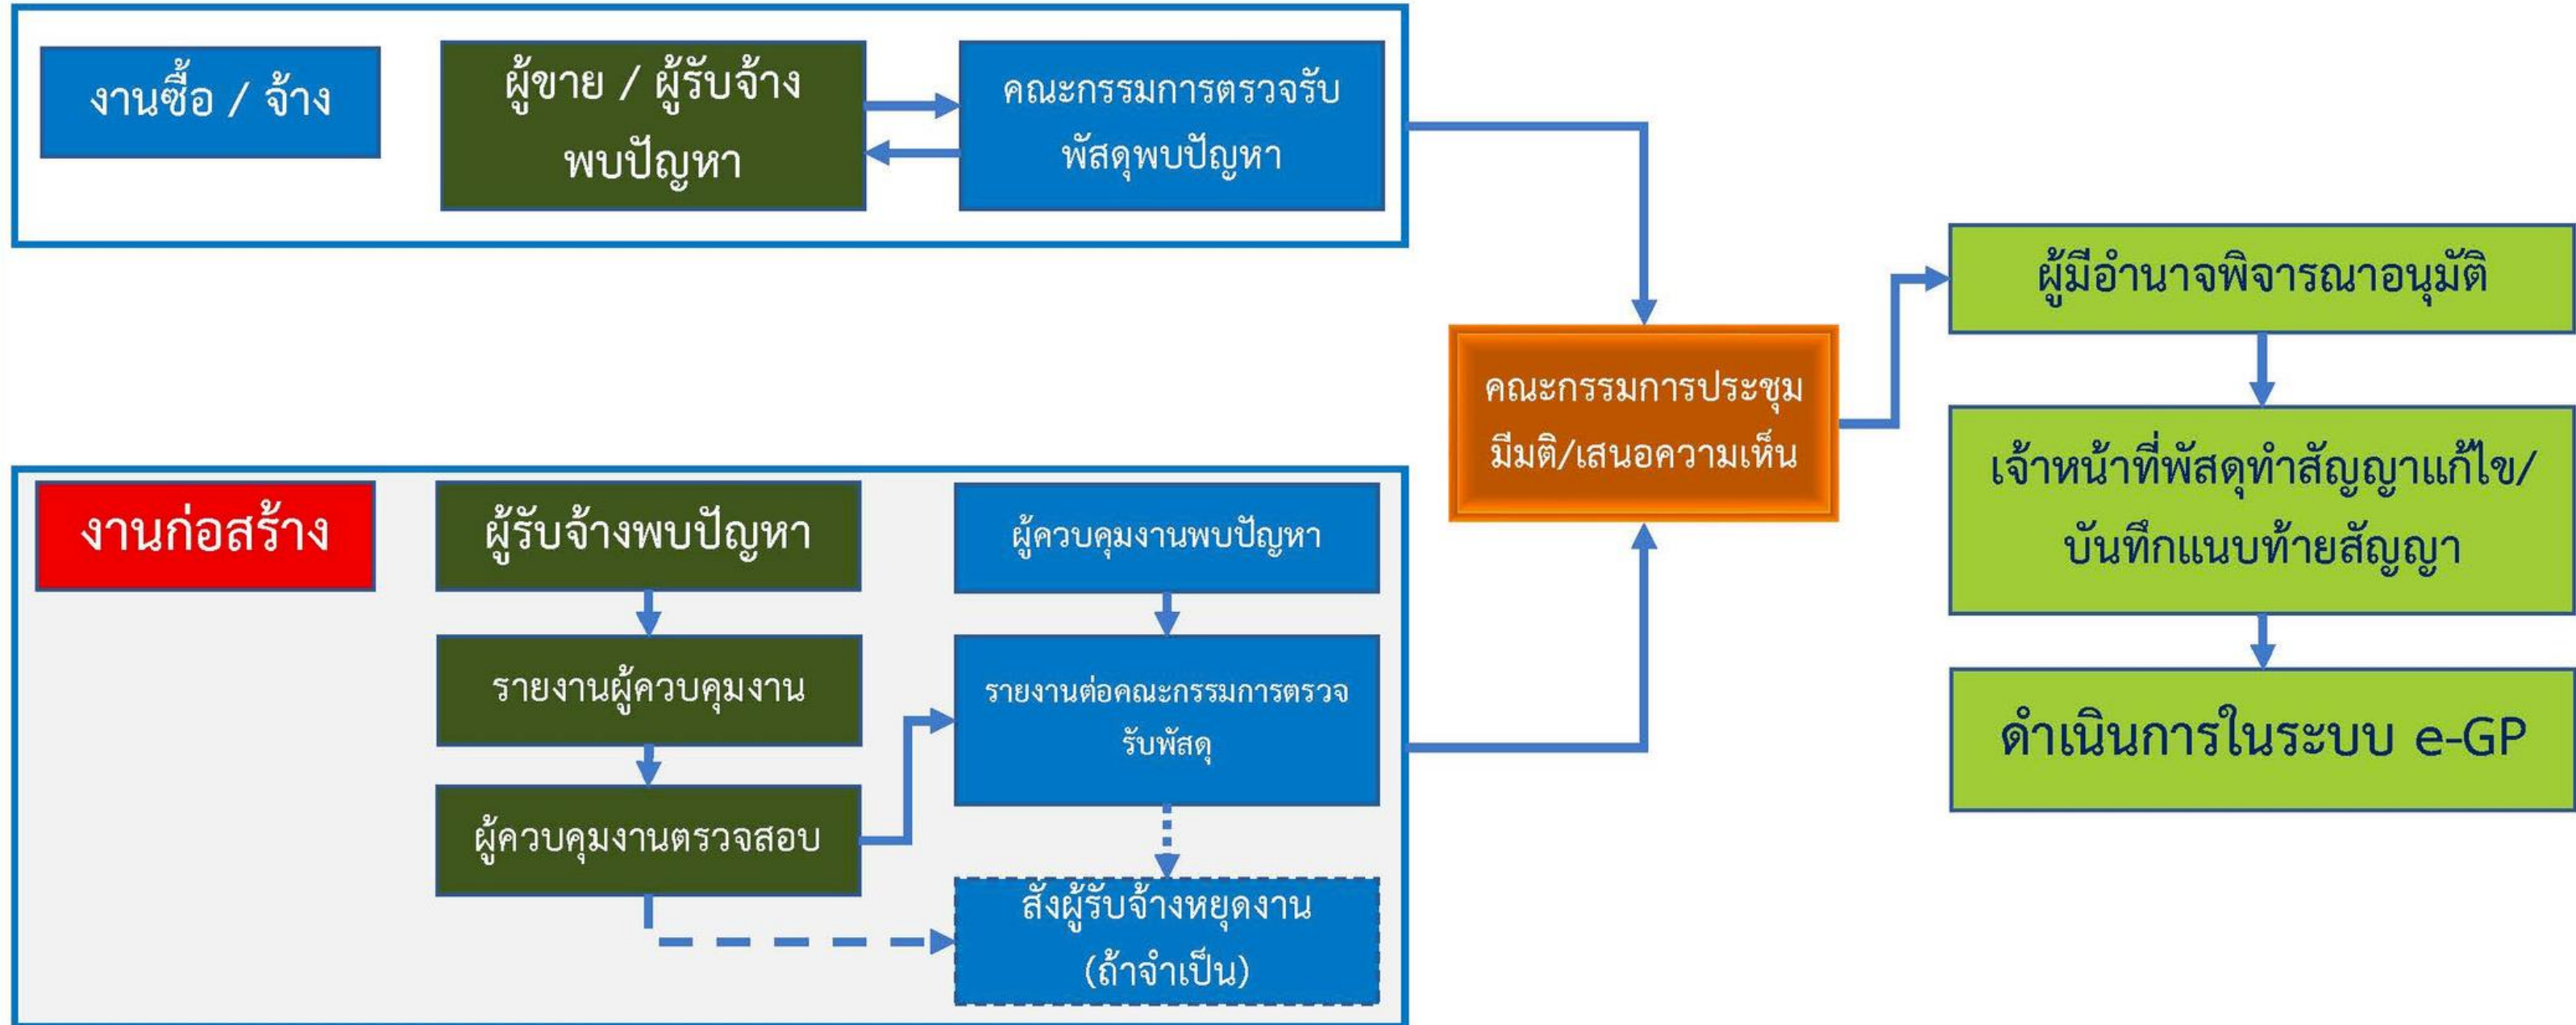 งานซื้อ / จ้าง
ผู้ขาย / ผู้รับจ้าง
พบปัญหา
คณะกรรมการตรวจรับ
พัสดุพบปัญหา
งานก่อสร้าง
ผู้รับจ้างพบปัญหา
รายงานผู้ควบคุมงาน
ผู้ควบคุมงานตรวจสอบ
ผู้ควบคุมงานพบปัญหา
รายงานต่อคณะกรรมการตรวจ
รับพัสดุ
สั่งผู้รับจ้างหยุดงาน
(ถ้าจำเป็น)
คณะกรรมการประชุม
มีมติ/เสนอความเห็น
ผู้มีอำนาจพิจารณาอนุมัติ
เจ้าหน้าที่พัสดุทำสัญญาแก้ไข/
บันทึกแนบท้ายสัญญา
ดำเนินการในระบบ e-GP